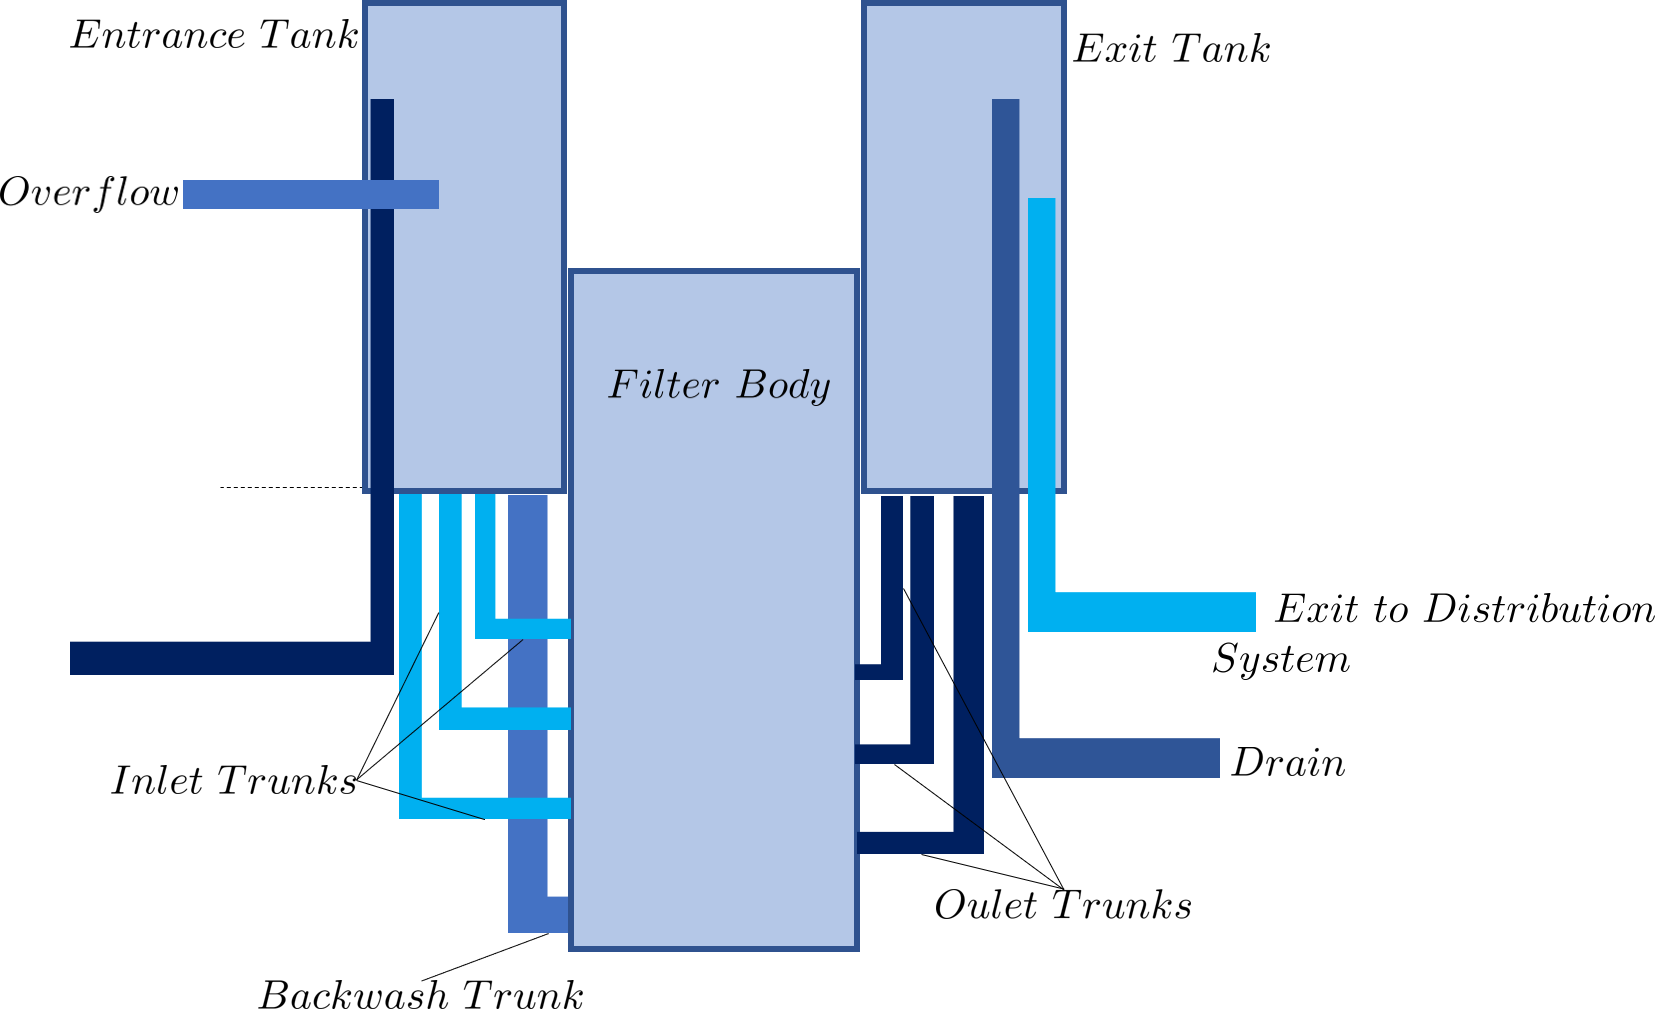 Entrance Tank
Exit Tank
Overflow
Filter Body
Exit to Distribution
System
Drain
Inlet Trunks
Oulet Trunks
Backwash Trunk